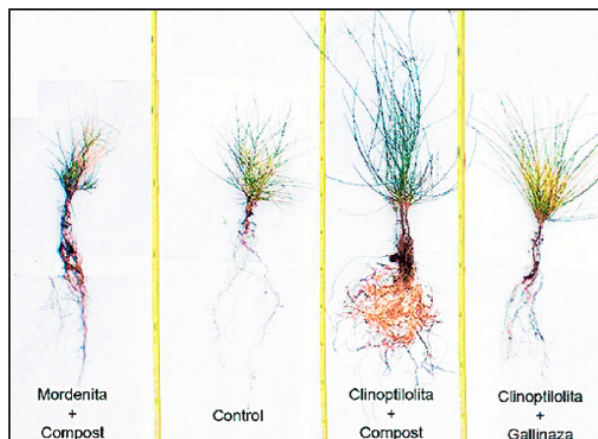 Mordenita
+
Compost
Control
Clinoptilolita
+
Compost
Clinoptilolita
+
Gallinaza